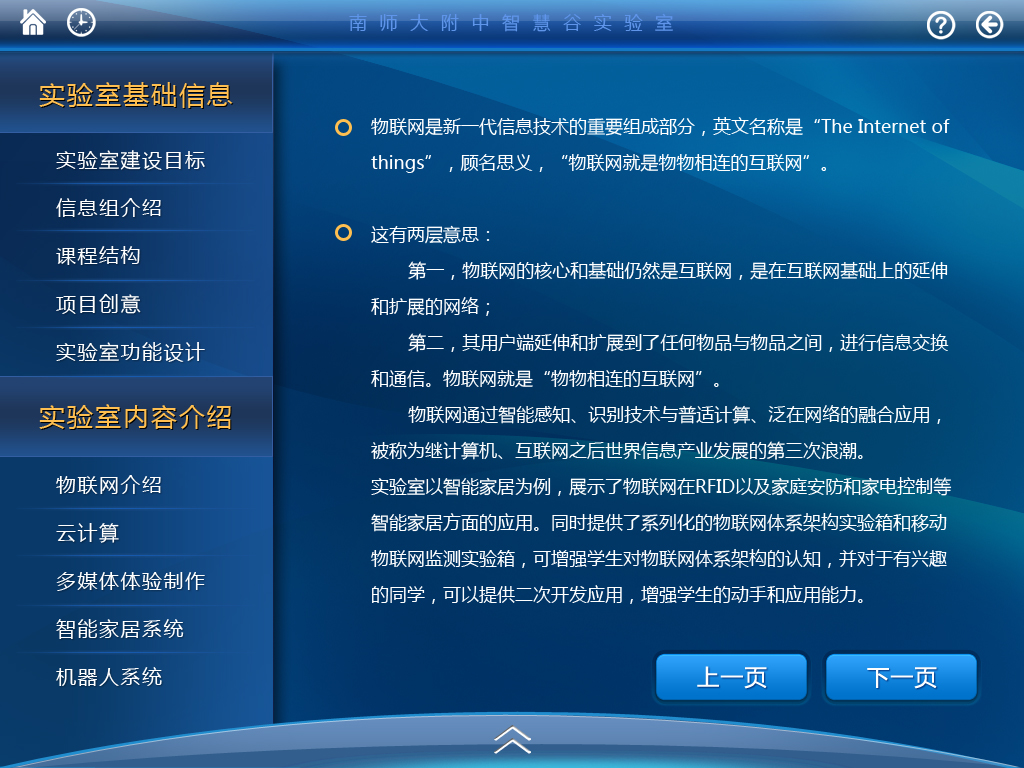 南师大附中智慧谷实验室
实验室基础信息
实验室建设目标
信息组介绍
课程结构
项目创意
实验室功能设计
实验室内容介绍
物联网介绍
云计算
多媒体体验制作
智能家居系统
机器人系统
物联网是新一代信息技术的重要组成部分，英文名称是“The Internet of
things”，顾名思义，“物联网就是物物相连的互联网”。
这有两层意思：
第一，物联网的核心和基础仍然是互联网，是在互联网基础上的延伸
和扩展的网络；
第二，其用户端延伸和扩展到了任何物品与物品之间，进行信息交换
和通信。物联网就是“物物相连的互联网”。
物联网通过智能感知、识别技术与普适计算、泛在网络的融合应用，
被称为继计算机、互联网之后世界信息产业发展的第三次浪潮。
实验室以智能家居为例，展示了物联网在RFID以及家庭安防和家电控制等
智能家居方面的应用。同时提供了系列化的物联网体系架构实验箱和移动
物联网监测实验箱，可增强学生对物联网体系架构的认知，并对于有兴趣
的同学，可以提供二次开发应用，增强学生的动手和应用能力。
上一页
下一页